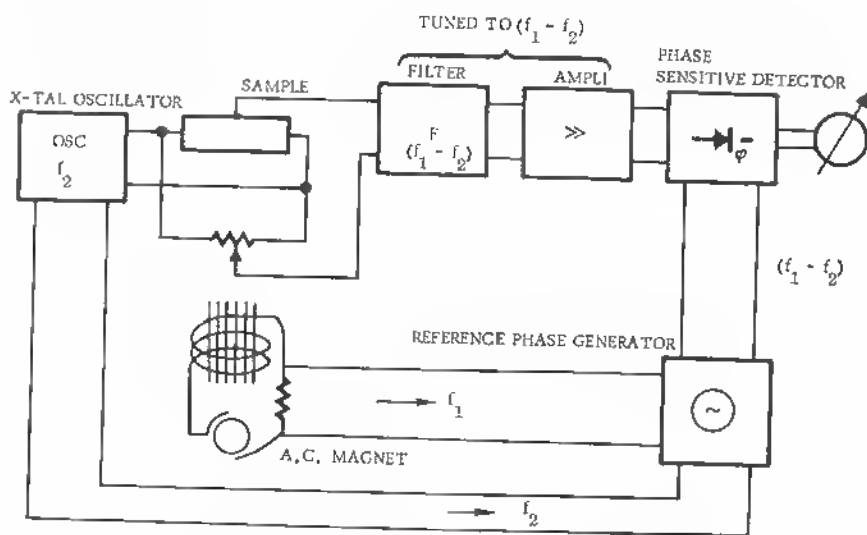 TUNED TO (f₁ - f₂)
FILTER
AMPLI
PHASE
SENSITIVE DETECTOR
X-TAL OSCILLATOR
SAMPLE
OSC
f₂
F
(f₁ - f₂)
≫
φ
(f₁ - f₂)
REFERENCE PHASE GENERATOR
f₁
~
A.C. MAGNET
f₂